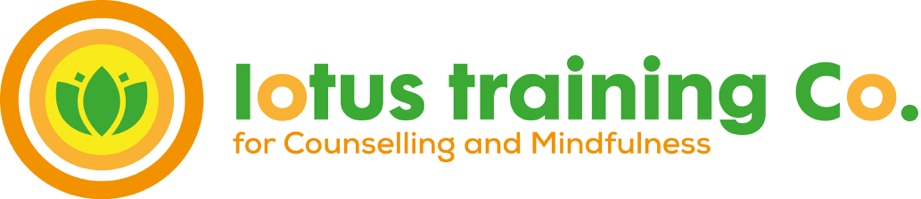 lotus training Co.
for Counselling and Mindfulness